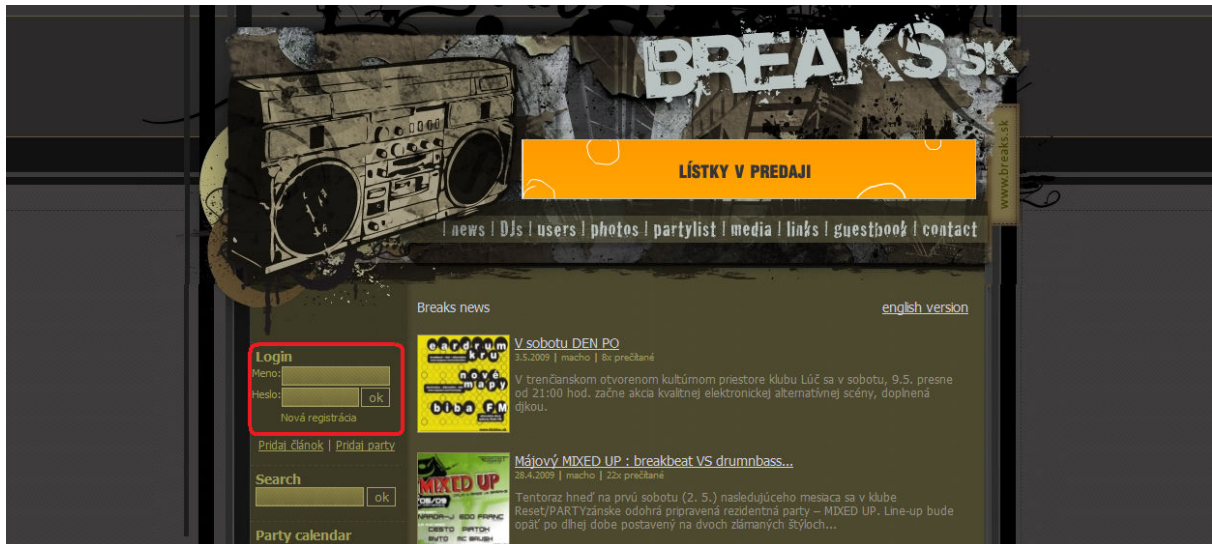 BREAKS.SK
www.breaks.sk
LÍSTKY V PREDAJI
! news ! DJs ! users ! photos ! partylist ! media ! links ! guestbook ! contact
Breaks news
english version
Login
Meno:
Heslo:
ok
Nová registrácia
Pridaj článok | Pridaj party
Search
ok
Party calendar
eardrum
kru
nové
mapy
biba FM
V sobotu DEN PO
3.5.2009 | macho | 8x prečítané
V trenčianskom otvorenom kultúrnom priestore klubu Lúč sa v sobotu, 9.5. presne
od 21:00 hod. začne akcia kvalitnej elektronickej alternatívnej scény, doplnená
djkou.
MIXED UP
Májový MIXED UP : breakbeat VS drumnbass...
28.4.2009 | macho | 22x prečítané
Tentoraz hneď na prvú sobotu (2. 5.) nasledujúceho mesiaca sa v klube
Reset/PARTYzánske odohrá pripravená rezidentná party – MIXED UP. Line-up bude
opäť po dlhej dobe postavený na dvoch zlámaných štýloch...